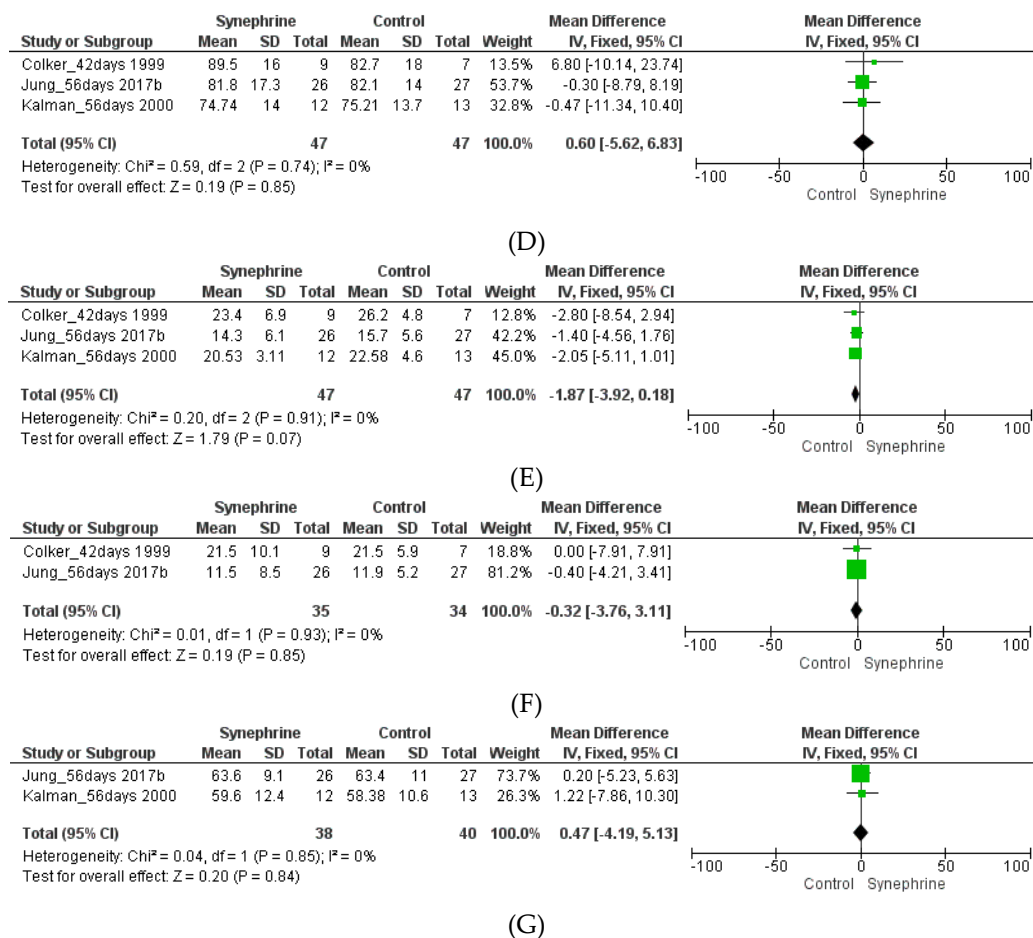 Synephrine Control Mean Difference Mean Difference
Study or Subgroup Mean SD Total Mean SD Total Weight IV, Fixed, 95% CI IV, Fixed, 95% CI
Colker_42days 1999 89.5 16 9 82.7 18 7 13.5% 6.80 [-10.14, 23.74]
Jung_56days 2017b 81.8 17.3 26 82.1 14 27 53.7% -0.30 [-8.79, 8.19]
Kalman_56days 2000 74.74 14 12 75.21 13.7 13 32.8% -0.47 [-11.34, 10.40]
Total (95% CI) 47 47 100.0% 0.60 [-5.62, 6.83]
Heterogeneity: Chi² = 0.59, df = 2 (P = 0.74); I² = 0%
Test for overall effect: Z = 0.19 (P = 0.85)
-100 -50 0 50 100
Control Synephrine
(D)
Synephrine Control Mean Difference Mean Difference
Study or Subgroup Mean SD Total Mean SD Total Weight IV, Fixed, 95% CI IV, Fixed, 95% CI
Colker_42days 1999 23.4 6.9 9 26.2 4.8 7 12.8% -2.80 [-8.54, 2.94]
Jung_56days 2017b 14.3 6.1 26 15.7 5.6 27 42.2% -1.40 [-4.56, 1.76]
Kalman_56days 2000 20.53 3.11 12 22.58 4.6 13 45.0% -2.05 [-5.11, 1.01]
Total (95% CI) 47 47 100.0% -1.87 [-3.92, 0.18]
Heterogeneity: Chi² = 0.20, df = 2 (P = 0.91); I² = 0%
Test for overall effect: Z = 1.79 (P = 0.07)
-100 -50 0 50 100
Control Synephrine
(E)
Synephrine Control Mean Difference Mean Difference
Study or Subgroup Mean SD Total Mean SD Total Weight IV, Fixed, 95% CI IV, Fixed, 95% CI
Colker_42days 1999 21.5 10.1 9 21.5 5.9 7 18.8% 0.00 [-7.91, 7.91]
Jung_56days 2017b 11.5 8.5 26 11.9 5.2 27 81.2% -0.40 [-4.21, 3.41]
Total (95% CI) 35 34 100.0% -0.32 [-3.76, 3.11]
Heterogeneity: Chi² = 0.01, df = 1 (P = 0.93); I² = 0%
Test for overall effect: Z = 0.19 (P = 0.85)
-100 -50 0 50 100
Control Synephrine
(F)
Synephrine Control Mean Difference Mean Difference
Study or Subgroup Mean SD Total Mean SD Total Weight IV, Fixed, 95% CI IV, Fixed, 95% CI
Jung_56days 2017b 63.6 9.1 26 63.4 11 27 73.7% 0.20 [-5.23, 5.63]
Kalman_56days 2000 59.6 12.4 12 58.38 10.6 13 26.3% 1.22 [-7.86, 10.30]
Total (95% CI) 38 40 100.0% 0.47 [-4.19, 5.13]
Heterogeneity: Chi² = 0.04, df = 1 (P = 0.85); I² = 0%
Test for overall effect: Z = 0.20 (P = 0.84)
-100 -50 0 50 100
Control Synephrine
(G)